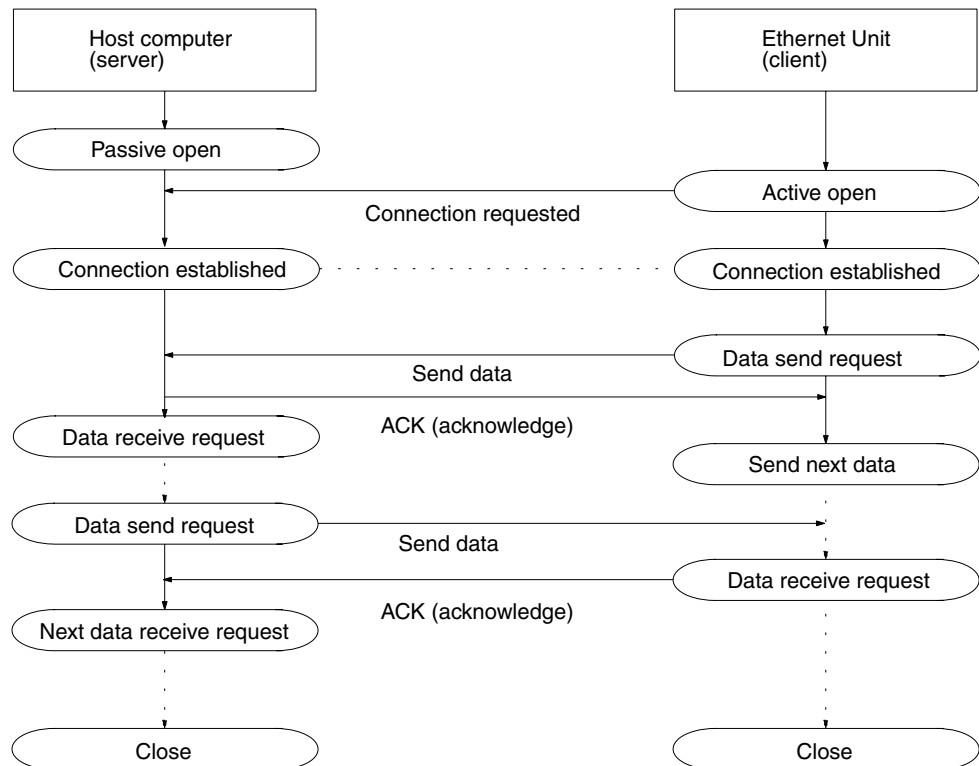 Host computer
(server)
Ethernet Unit
(client)
Passive open
Active open
Connection requested
Connection established
Connection established
Data send request
Send data
ACK (acknowledge)
Data receive request
Send next data
Data send request
Send data
Data receive request
ACK (acknowledge)
Next data receive request
Close
Close